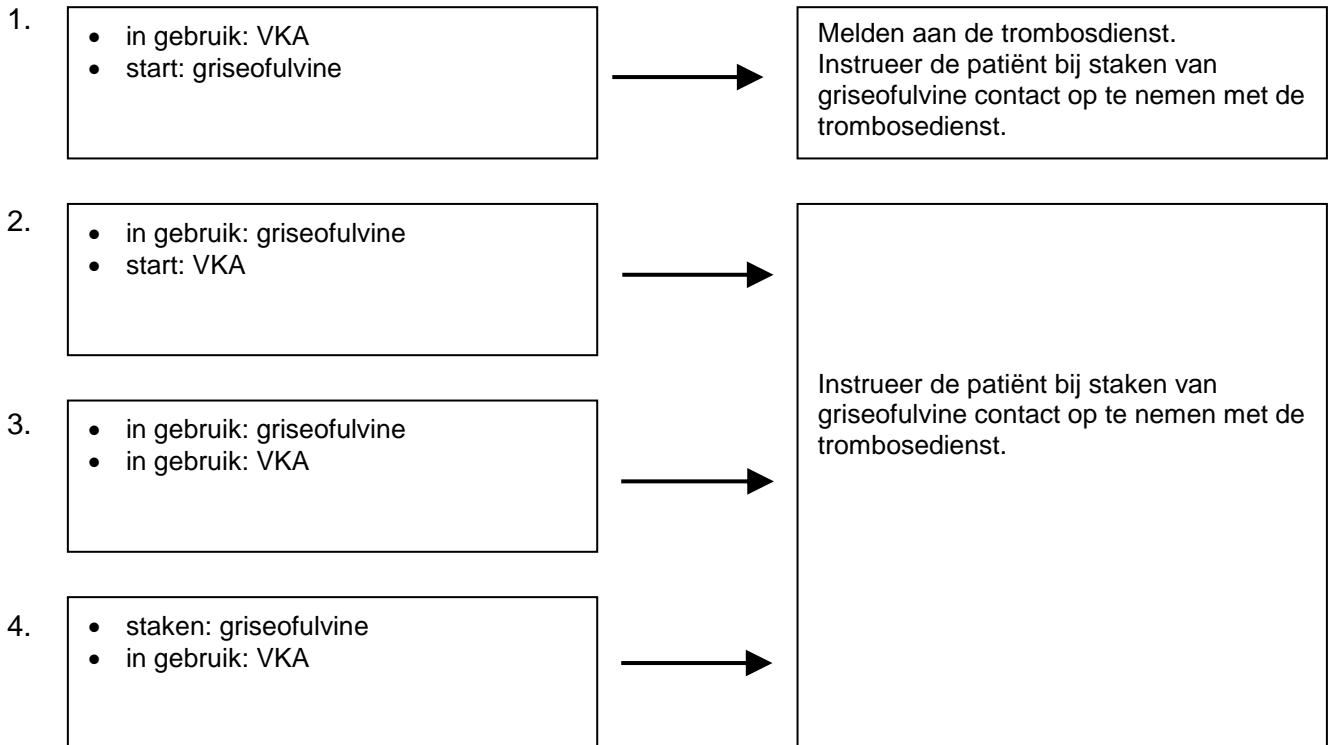 1.
• in gebruik: VKA
• start: griseofulvine
Melden aan de trombosdienst.
Instrueer de patiënt bij staken van
griseofulvine contact op te nemen met de
trombosedienst.
2.
• in gebruik: griseofulvine
• start: VKA
3.
• in gebruik: griseofulvine
• in gebruik: VKA
4.
• staken: griseofulvine
• in gebruik: VKA
Instrueer de patiënt bij staken van
griseofulvine contact op te nemen met de
trombosedienst.